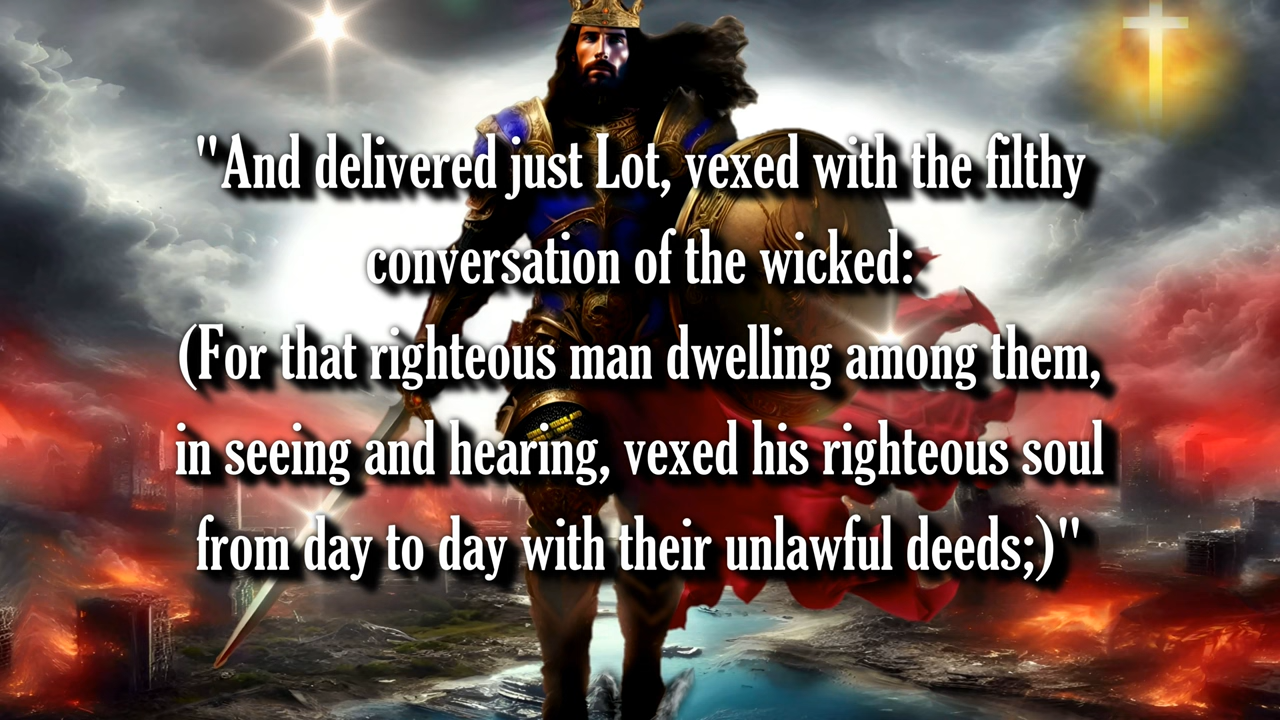 "And delivered just Lot, vexed with the filthy
conversation of the wicked:
(For that righteous man dwelling among them,
in seeing and hearing, vexed his righteous soul
from day to day with their unlawful deeds;)"